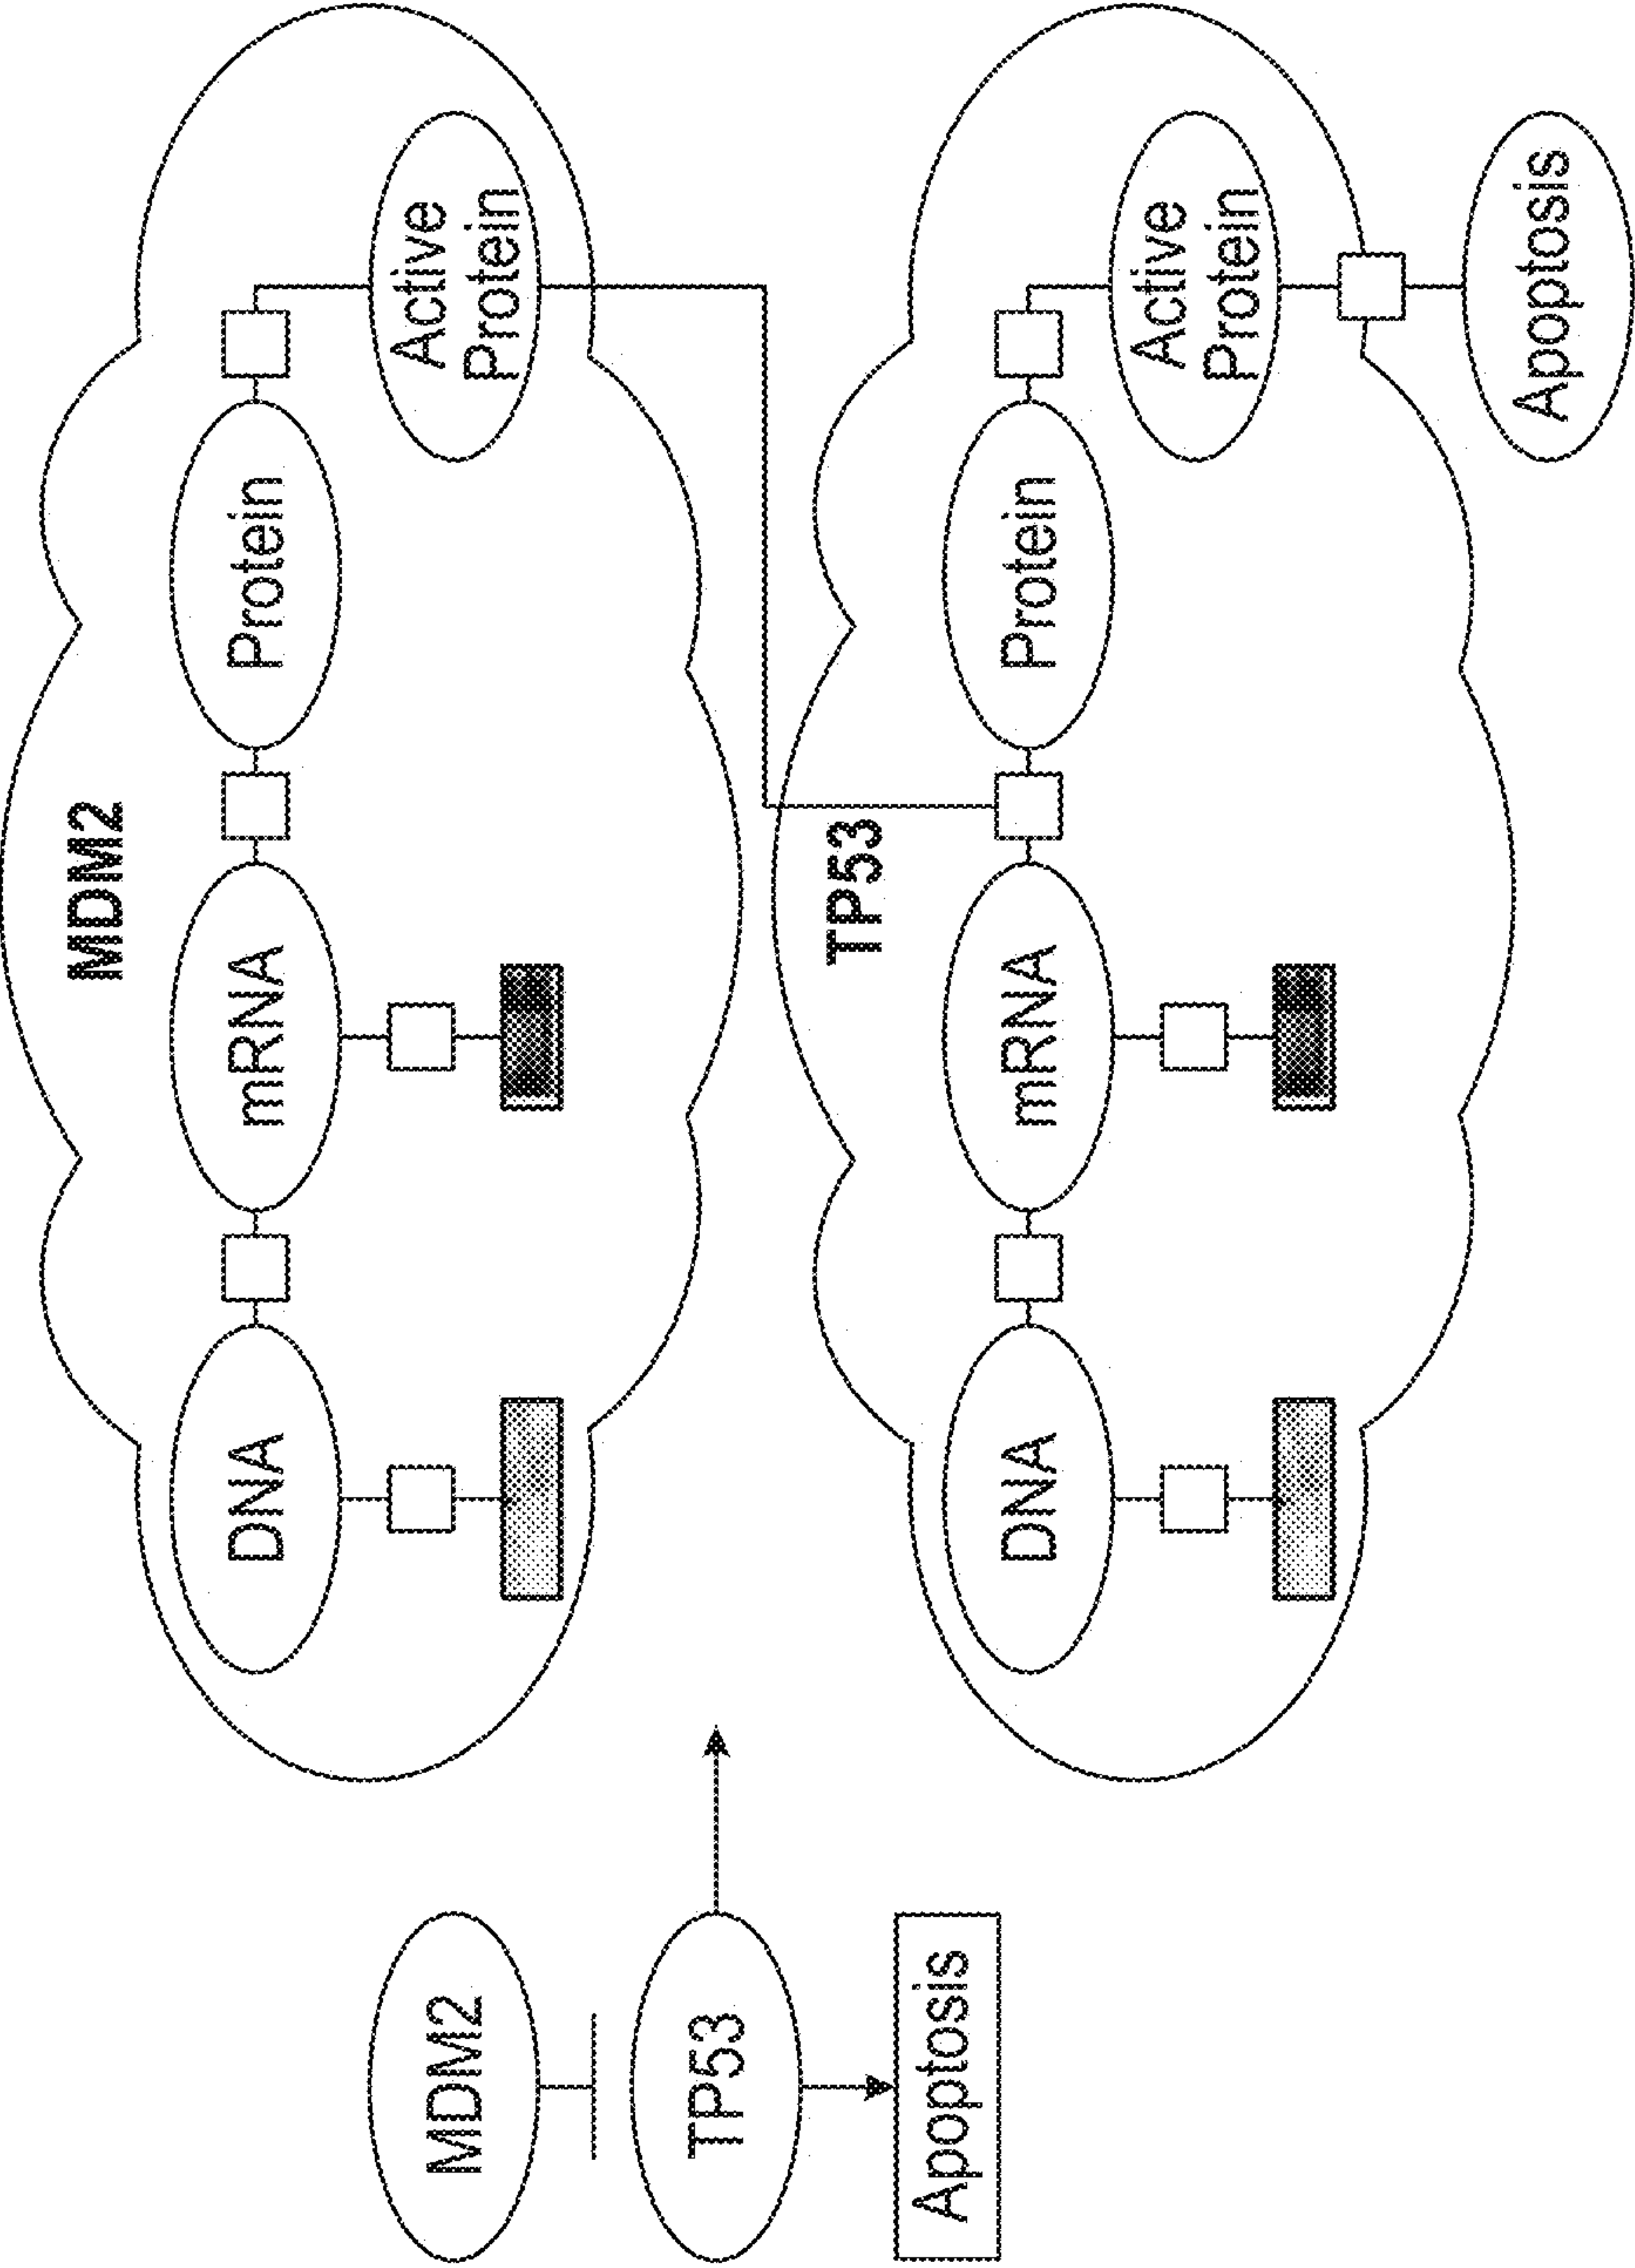 MDM2
TP53
Apoptosis
MDM2
DNA
mRNA
Protein
Active
Protein
TP53
DNA
mRNA
Protein
Active
Protein
Apoptosis